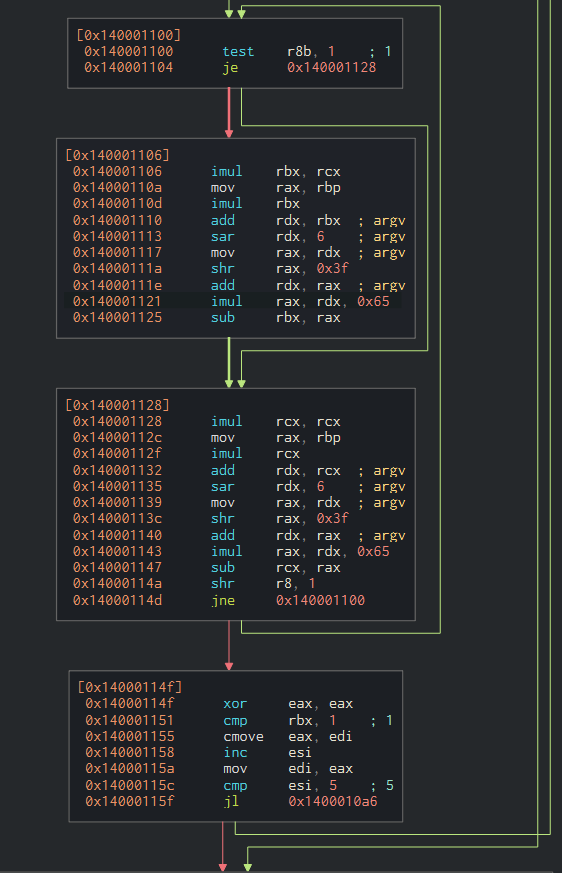 [0x140001100]
0x140001100 test r8b, 1 ; 1
0x140001104 je 0x140001128
[0x140001106]
0x140001106 imul rbx, rcx
0x14000110a mov rax, rbp
0x14000110d imul rbx
0x140001110 add rdx, rbx ; argv
0x140001113 sar rdx, 6 ; argv
0x140001117 mov rax, rdx ; argv
0x14000111a shr rax, 0x3f
0x14000111e add rdx, rax ; argv
0x140001121 imul rax, rdx, 0x65
0x140001125 sub rbx, rax
[0x140001128]
0x140001128 imul rcx, rcx
0x14000112c mov rax, rbp
0x14000112f imul rcx
0x140001132 add rdx, rcx ; argv
0x140001135 sar rdx, 6 ; argv
0x140001139 mov rax, rdx ; argv
0x14000113c shr rax, 0x3f
0x140001140 add rdx, rax ; argv
0x140001143 imul rax, rdx, 0x65
0x140001147 sub rcx, rax
0x14000114a shr r8, 1
0x14000114d jne 0x140001100
[0x14000114f]
0x14000114f xor eax, eax
0x140001151 cmp rbx, 1 ; 1
0x140001155 cmove eax, edi
0x140001158 inc esi
0x14000115a mov edi, eax
0x14000115c cmp esi, 5 ; 5
0x14000115f jl 0x1400010a6